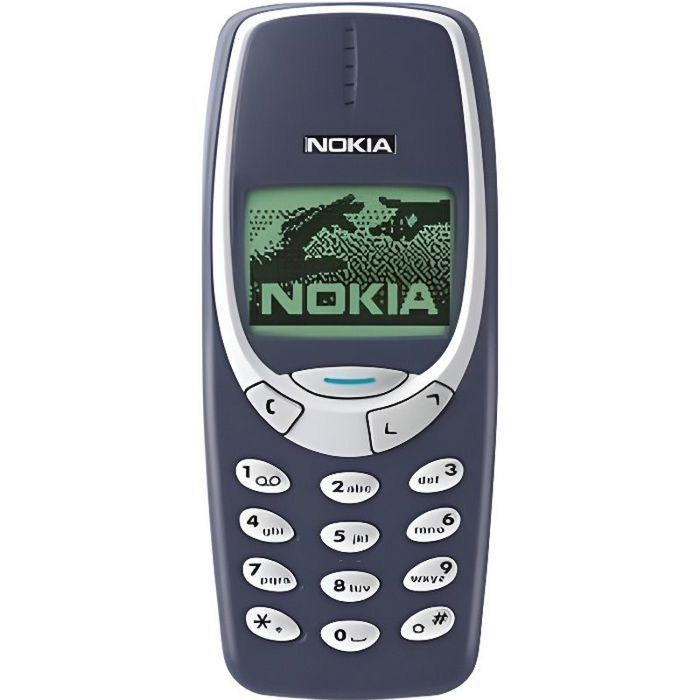 NOKIA
NOKIA
1
2 abc
def 3
4 ghi
5 jkl
mno 6
7 pqrs
8 tuv
wxyz 9
*
0
#